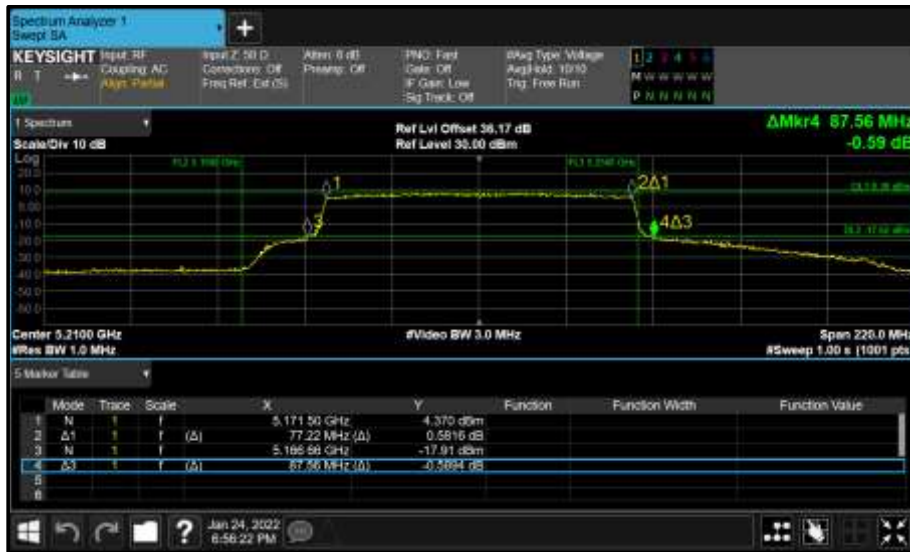 Spectrum Analyzer 1
Swept SA
+
KEYSIGHT Input: RF Input Z: 50 Ω Atten: 6 dB PNO: Fast #Avg Type: Voltage 1 2 3 4 5 6
R T Coupling: AC Corrections: Off Preamp: Off Gate: Off Avg|Hold: 10/10 M W W W W W
Align: Partial Freq Ref: Ext (S) IF Gain: Low Trig: Free Run
Sig Track: Off P N N N N N
1 Spectrum Ref Lvl Offset 36.17 dB ΔMkr4 87.56 MHz
Scale/Div 10 dB Ref Level 30.00 dBm -0.59 dB
Log
20.0
10.0
0.00
-10.0
-20.0
-30.0
-40.0
-50.0
-60.0
1
2Δ1
3
4Δ3
Center 5.2100 GHz #Video BW 3.0 MHz Span 220.0 MHz
#Res BW 1.0 MHz #Sweep 1.00 s (1001 pts
5 Marker Table
Mode Trace Scale X Y Function Function Width Function Value
1 N 1 f 5.171 50 GHz 4.370 dBm
2 Δ1 1 f (Δ) 77.22 MHz (Δ) 0.5816 dB
3 N 1 f 5.166 66 GHz -17.91 dBm
4 Δ3 1 f (Δ) 87.56 MHz (Δ) -0.5894 dB
5
6
? Jan 24, 2022
6:56:22 PM